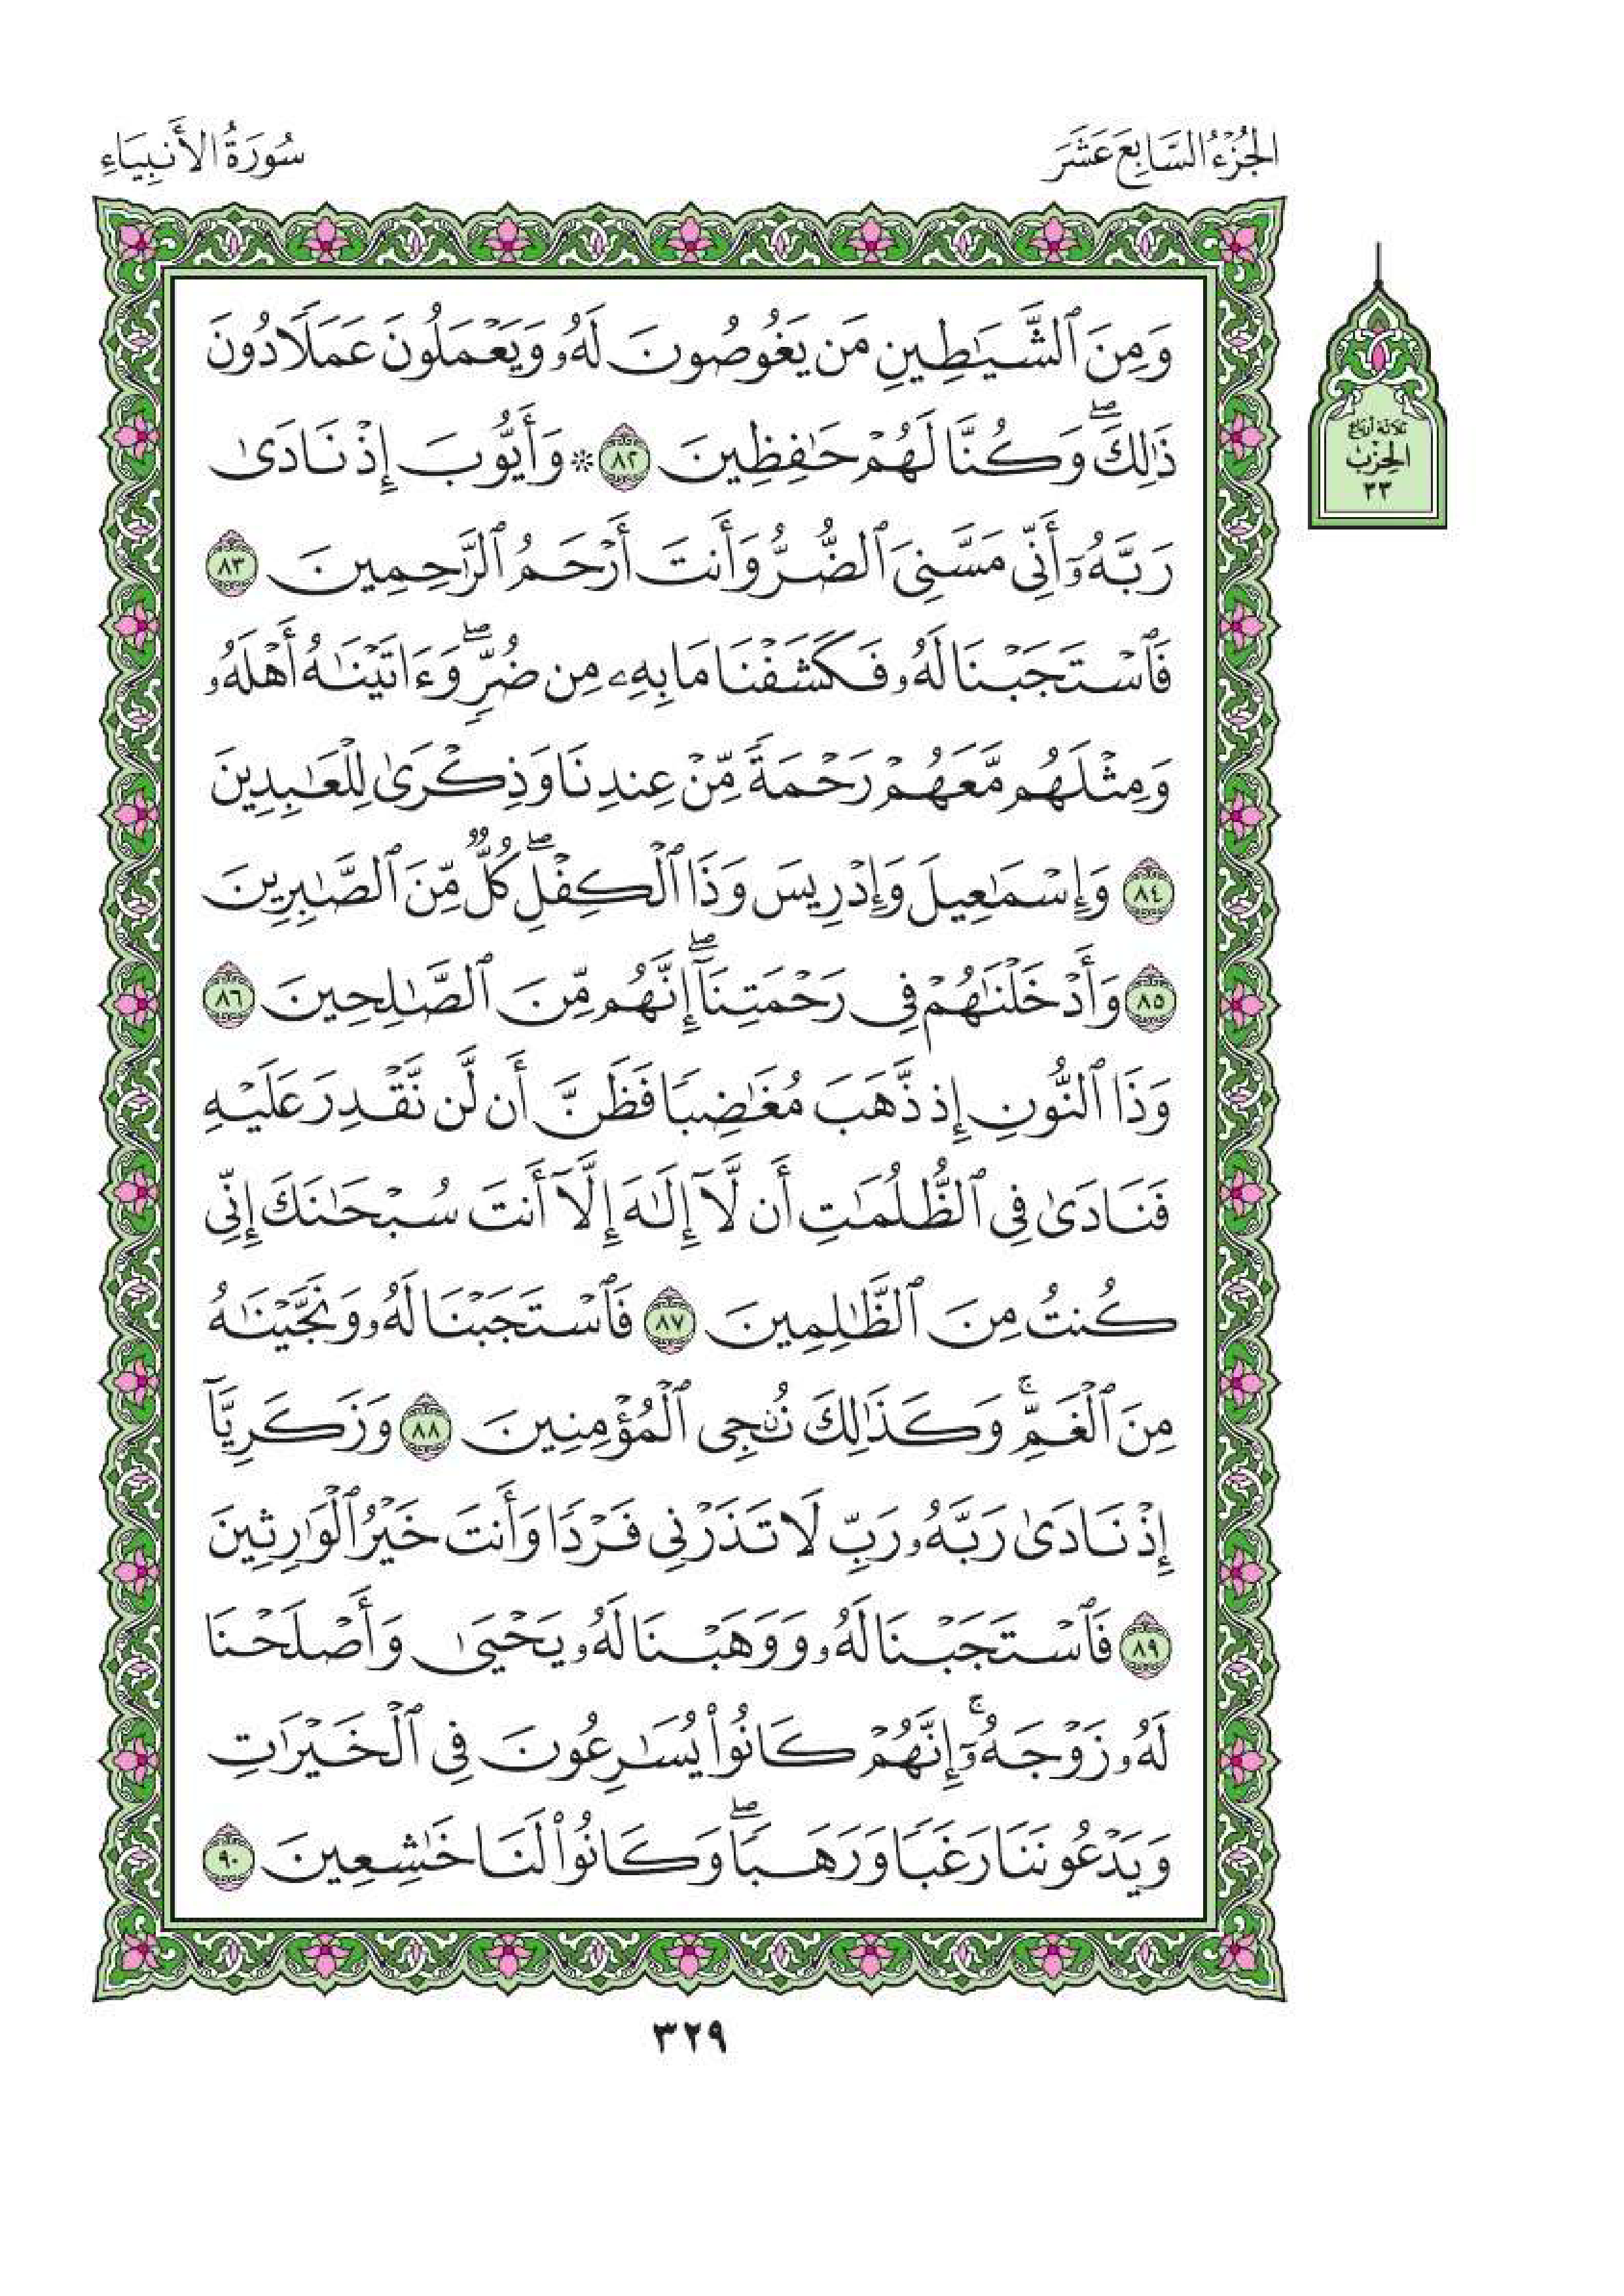 الجُزْءُ السَّابِعَ عَشَرَ
سُورَةُ الأَنبِيَاءِ
وَمِنَ ٱلشَّيَٰطِينِ مَن يَغُوصُونَ لَهُۥ وَيَعْمَلُونَ عَمَلًا دُونَ
ذَٰلِكَۖ وَكُنَّا لَهُمْ حَٰفِظِينَ ٨٢ ۞ وَأَيُّوبَ إِذْ نَادَىٰ
رَبَّهُۥٓ أَنِّي مَسَّنِيَ ٱلضُّرُّ وَأَنتَ أَرْحَمُ ٱلرَّٰحِمِينَ ٨٣
فَٱسْتَجَبْنَا لَهُۥ فَكَشَفْنَا مَا بِهِۦ مِن ضُرٍّۖ وَءَاتَيْنَٰهُ أَهْلَهُۥ
وَمِثْلَهُم مَّعَهُمْ رَحْمَةً مِّنْ عِندِنَا وَذِكْرَىٰ لِلْعَٰبِدِينَ
٨٤ وَإِسْمَٰعِيلَ وَإِدْرِيسَ وَذَا ٱلْكِفْلِۖ كُلٌّ مِّنَ ٱلصَّٰبِرِينَ
٨٥ وَأَدْخَلْنَٰهُمْ فِي رَحْمَتِنَآۖ إِنَّهُم مِّنَ ٱلصَّٰلِحِينَ ٨٦
وَذَا ٱلنُّونِ إِذ ذَّهَبَ مُغَٰضِبًا فَظَنَّ أَن لَّن نَّقْدِرَ عَلَيْهِ
فَنَادَىٰ فِي ٱلظُّلُمَٰتِ أَن لَّآ إِلَٰهَ إِلَّآ أَنتَ سُبْحَٰنَكَ إِنِّي
كُنتُ مِنَ ٱلظَّٰلِمِينَ ٨٧ فَٱسْتَجَبْنَا لَهُۥ وَنَجَّيْنَٰهُ
مِنَ ٱلْغَمِّۚ وَكَذَٰلِكَ نُۨجِي ٱلْمُؤْمِنِينَ ٨٨ وَزَكَرِيَّآ
إِذْ نَادَىٰ رَبَّهُۥ رَبِّ لَا تَذَرْنِي فَرْدًا وَأَنتَ خَيْرُ ٱلْوَٰرِثِينَ
٨٩ فَٱسْتَجَبْنَا لَهُۥ وَوَهَبْنَا لَهُۥ يَحْيَىٰ وَأَصْلَحْنَا
لَهُۥ زَوْجَهُۥٓۚ إِنَّهُمْ كَانُوا۟ يُسَٰرِعُونَ فِي ٱلْخَيْرَٰتِ
وَيَدْعُونَنَا رَغَبًا وَرَهَبًاۖ وَكَانُوا۟ لَنَا خَٰشِعِينَ ٩٠
ثلاثة أرباع
الحِزْب
٣٣
٣٢٩